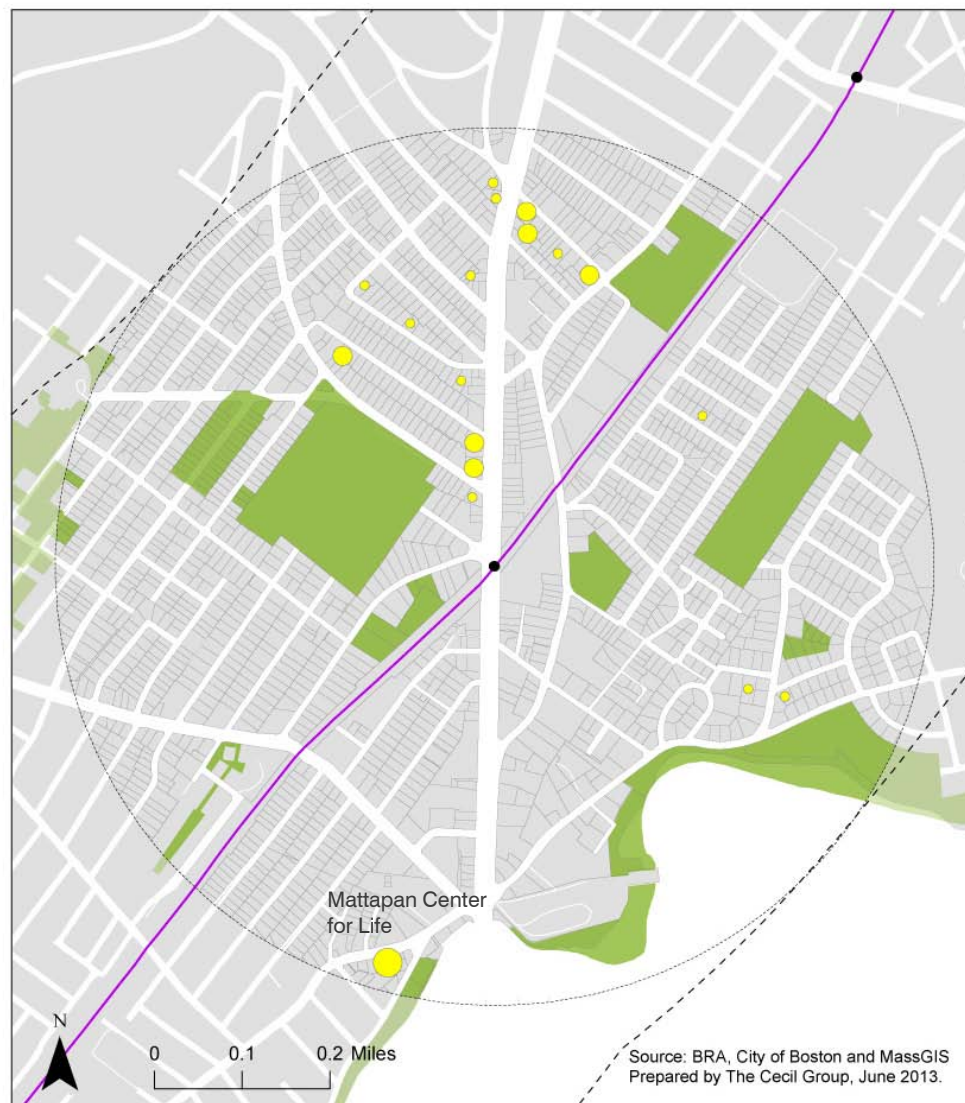 Mattapan Center
for Life
N
0 0.1 0.2 Miles
Source: BRA, City of Boston and MassGIS
Prepared by The Cecil Group, June 2013.